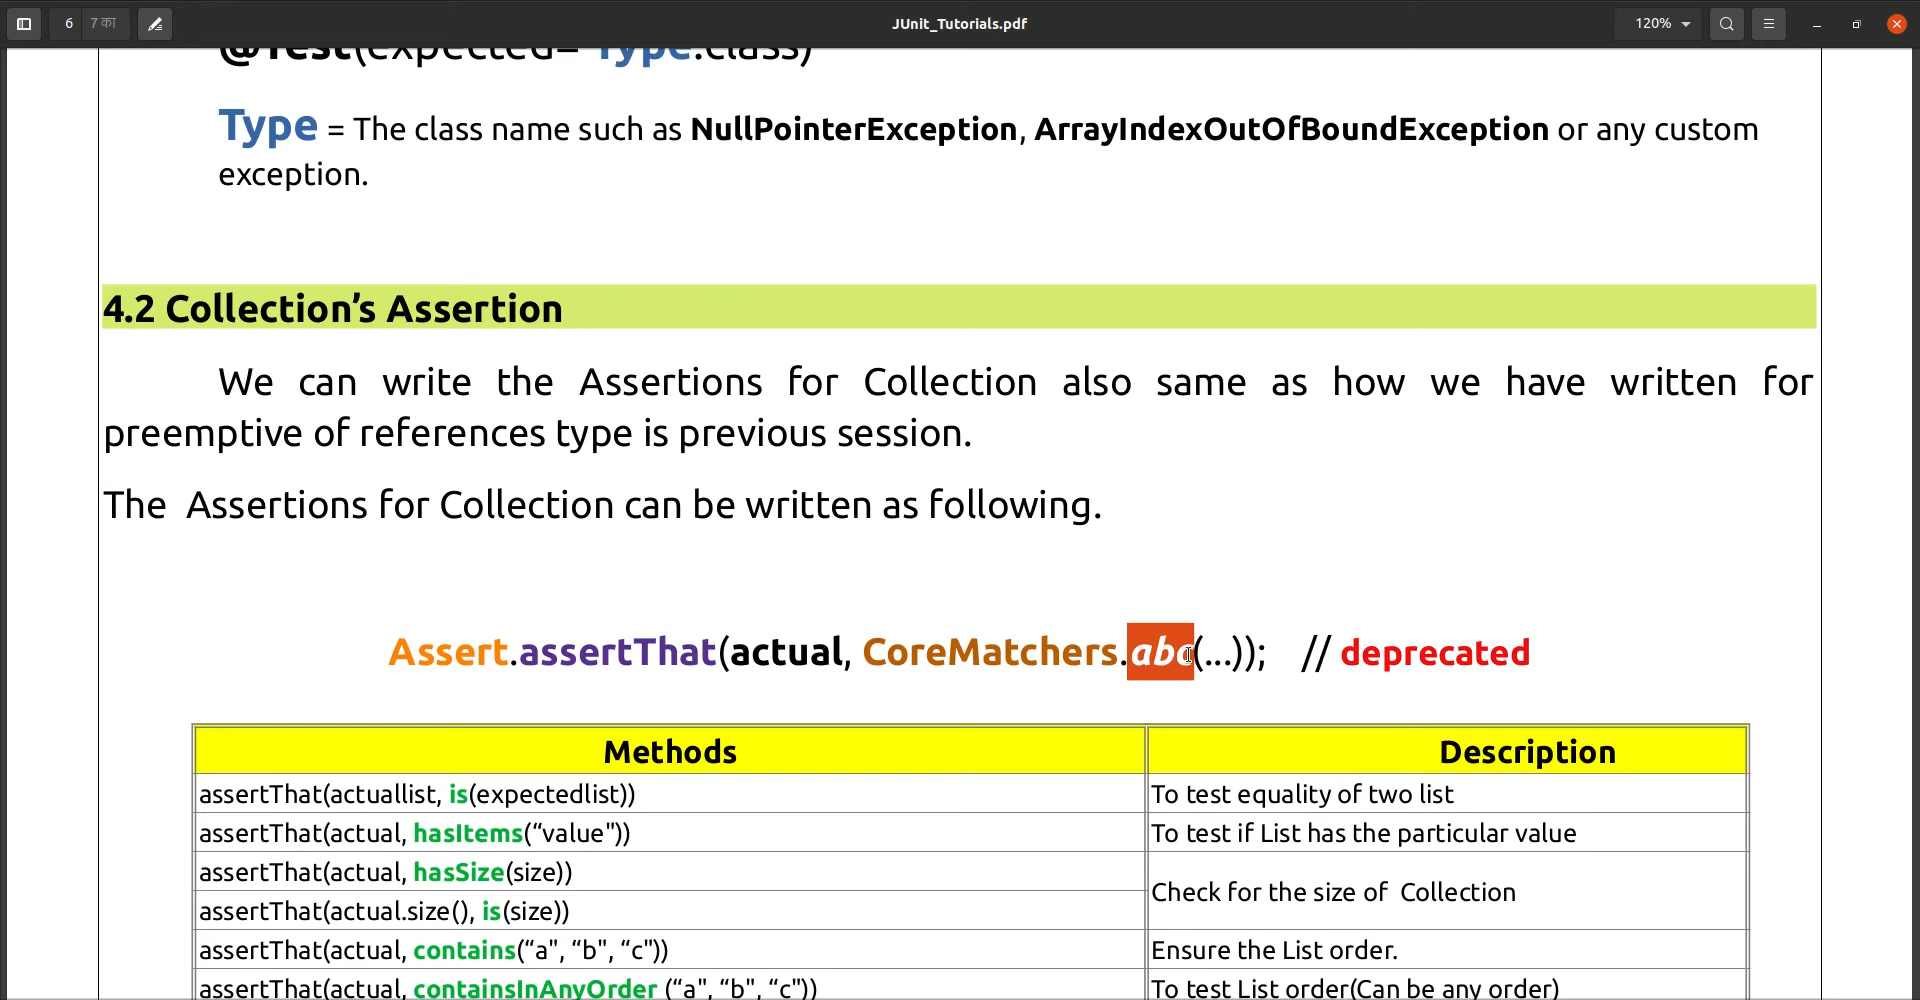 6 7 का JUnit_Tutorials.pdf 120%
@Test(expected= Type.class)
Type = The class name such as NullPointerException, ArrayIndexOutOfBoundException or any custom
exception.
4.2 Collection’s Assertion
We can write the Assertions for Collection also same as how we have written for
preemptive of references type is previous session.
The Assertions for Collection can be written as following.
Assert.assertThat(actual, CoreMatchers.abc(...)); // deprecated
Methods Description
assertThat(actuallist, is(expectedlist)) To test equality of two list
assertThat(actual, hasItems(“value")) To test if List has the particular value
assertThat(actual, hasSize(size))
Check for the size of Collection
assertThat(actual.size(), is(size))
assertThat(actual, contains(“a", “b", “c")) Ensure the List order.
assertThat(actual, containsInAnyOrder (“a", “b", “c")) To test List order(Can be any order)